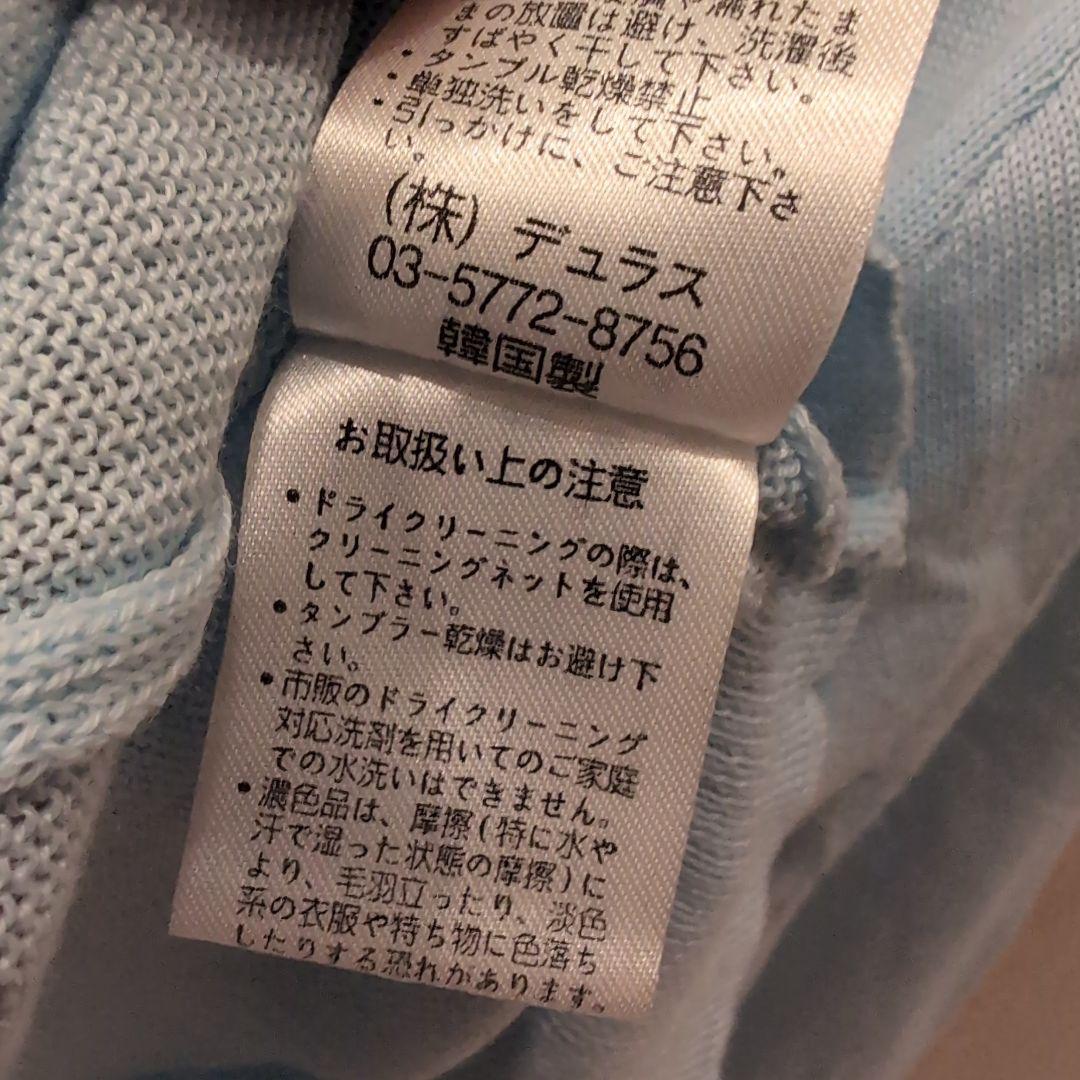 濡れたま
まの放置は避け、洗濯後
すばやく干して下さい。
・タンブル乾燥禁止
・単独洗いをして下さい。
・引っかけに、ご注意下さ
い。
(株) デュラス
03-5772-8756
韓国製
お取扱い上の注意
・ドライクリーニングの際は、
クリーニングネットを使用
して下さい。
・タンブラー乾燥はお避け下
さい。
・市販のドライクリーニング
対応洗剤を用いてのご家庭
での水洗いはできません。
・濃色品は、摩擦(特に水や
汗で湿った状態の摩擦)に
より、毛羽立ったり、淡色
系の衣服や持ち物に色落ち
したりする恐れがあります。